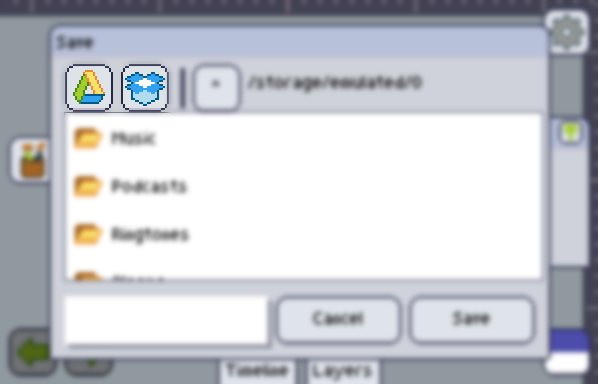 Save
/storage/emulated/0
Music
Podcasts
Ringtones
Cancel
Save
Timeline
Layers